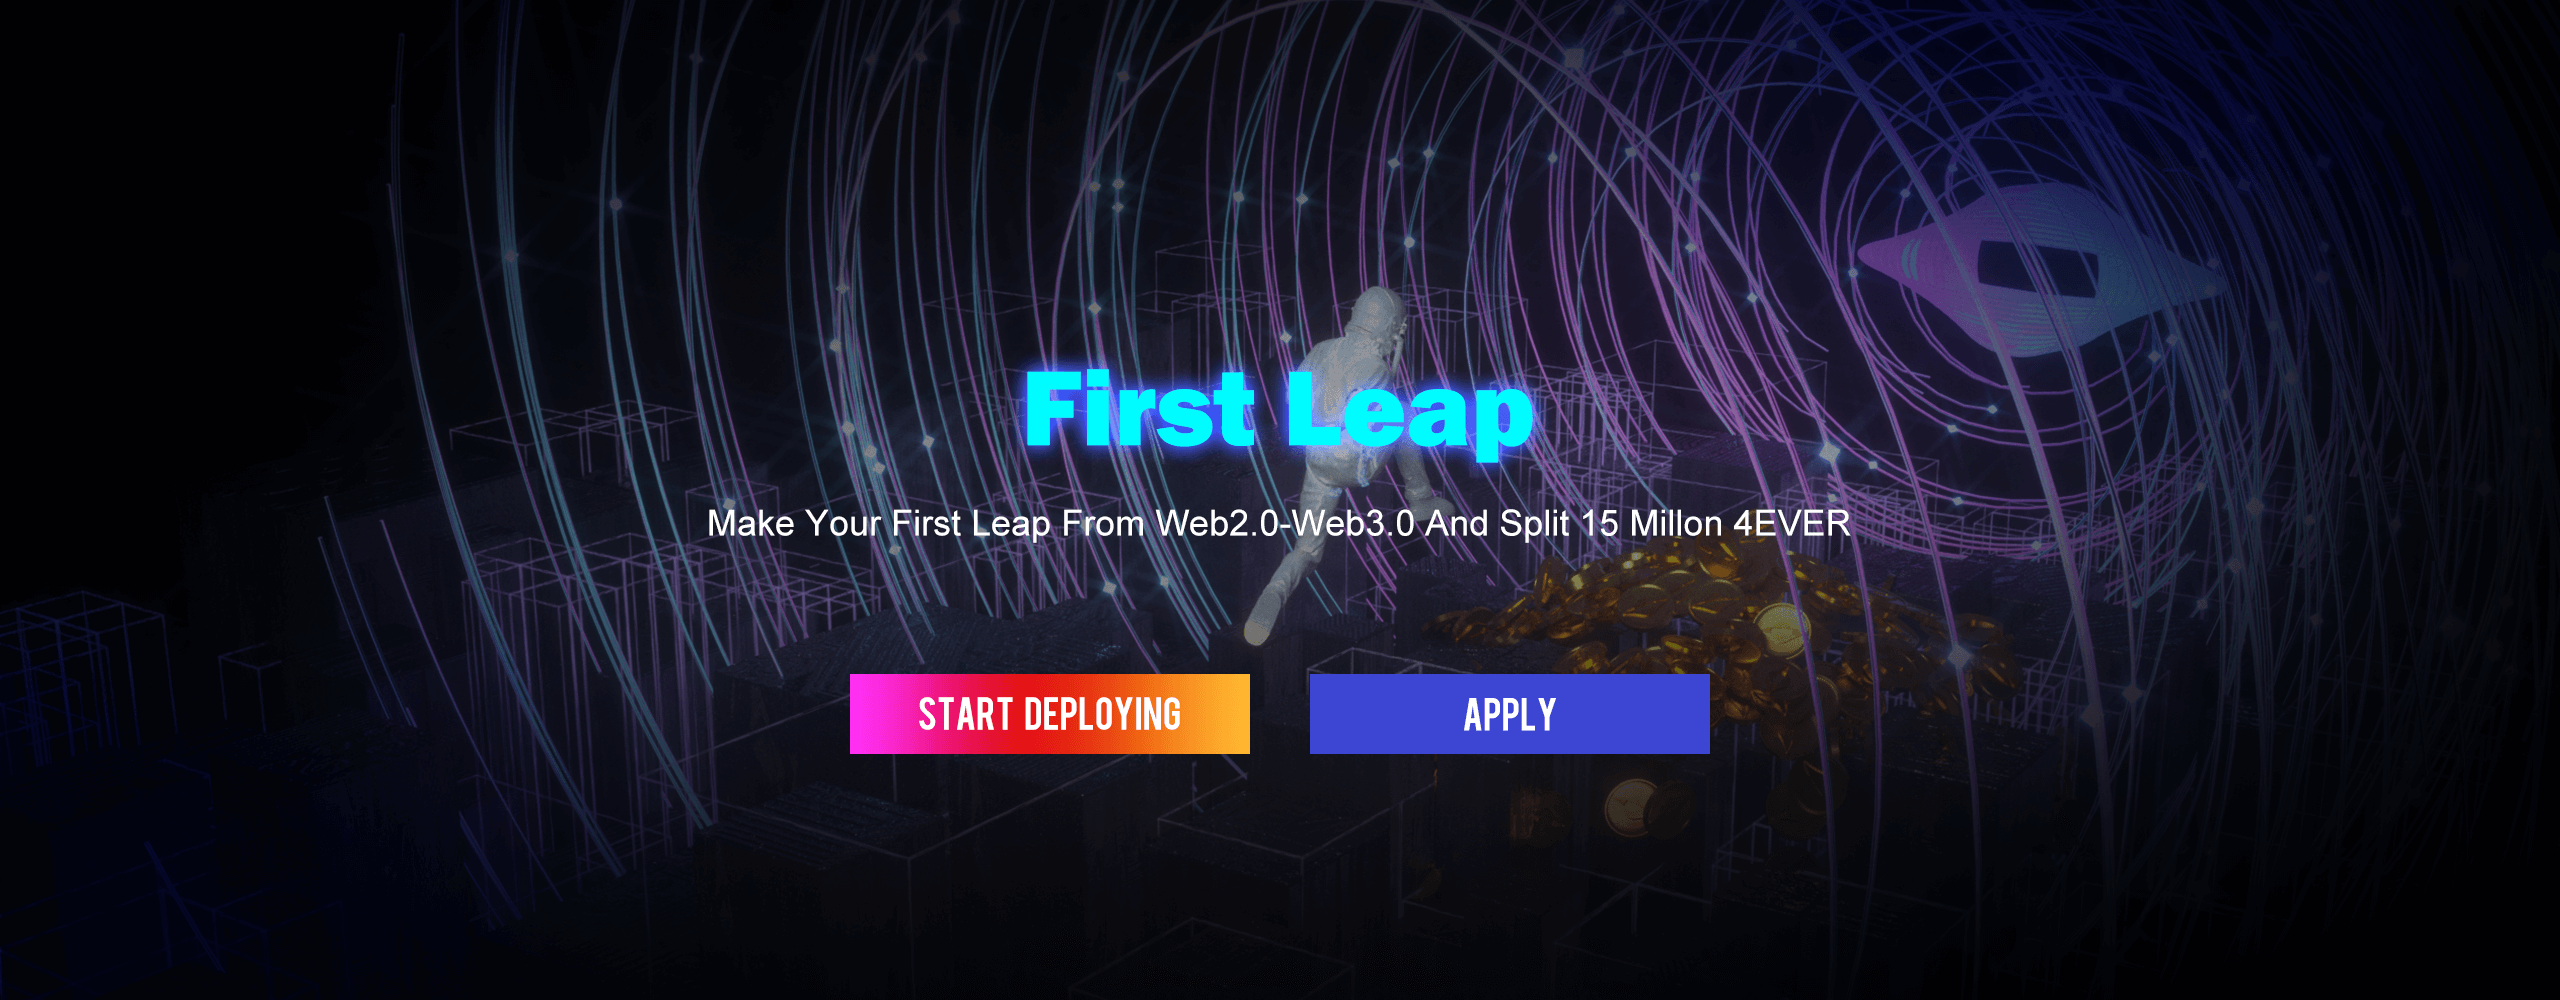 First Leap
Make Your First Leap From Web2.0-Web3.0 And Split 15 Millon 4EVER
START DEPLOYING
APPLY